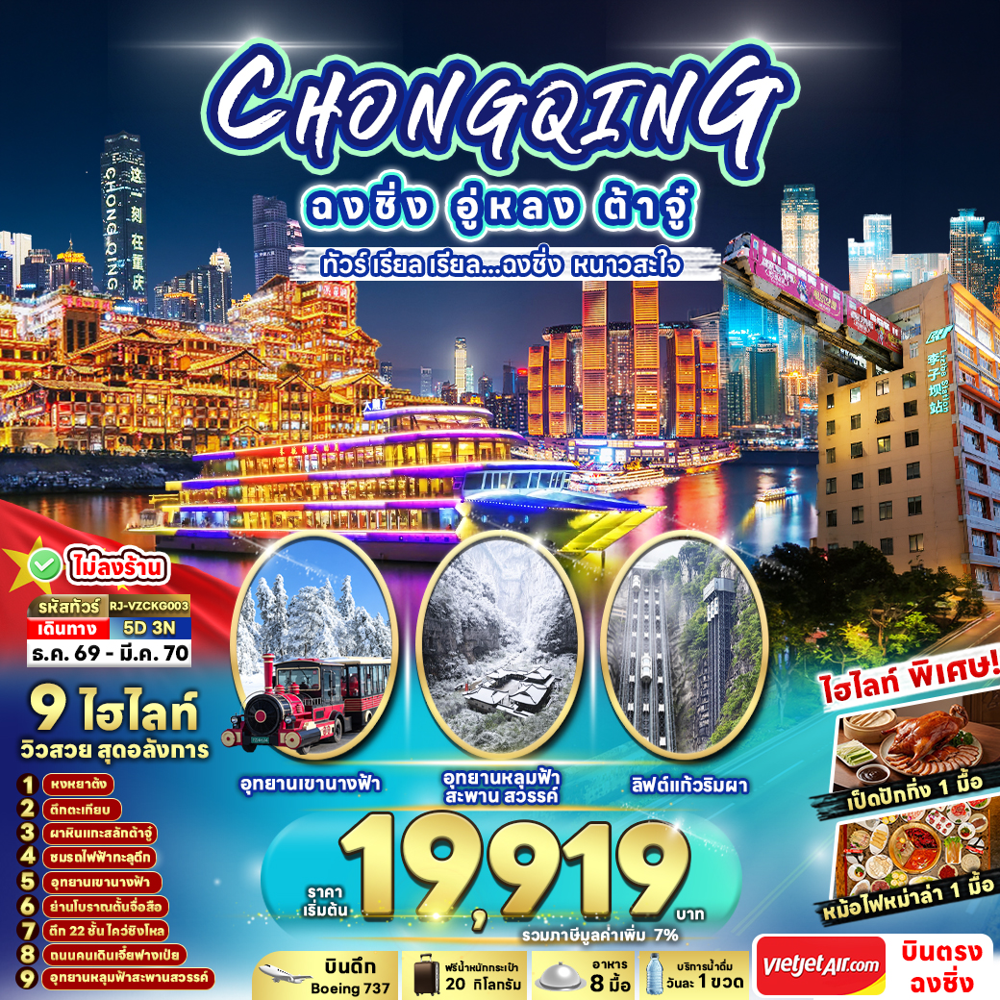 CHONGQING
ฉงชิ่ง อู่หลง ต้าจู๋
ทัวร์ เรียล เรียล...ฉงชิ่ง หนาวสะใจ
这一刻 在重庆
CHONGQING
李子坝站
Liziba Station
ไม่ลงร้าน
รหัสทัวร์ RJ-VZCKG003
เดินทาง 5D 3N
ธ.ค. 69 - มี.ค. 70
9 ไฮไลท์
วิวสวย สุดอลังการ
1 หงหยาต้ง
2 ตึกตะเกียบ
3 ผาหินแกะสลักต้าจู๋
4 ชมรถไฟฟ้าทะลุตึก
5 อุทยานเขานางฟ้า
6 ย่านโบราณตั้นจื่อสือ
7 ตึก 22 ชั้น ไคว๋ชิงโหล
8 ถนนคนเดินเจี่ยฟางเป่ย
9 อุทยานหลุมฟ้าสะพานสวรรค์
อุทยานเขานางฟ้า
อุทยานหลุมฟ้า
สะพาน สวรรค์
ลิฟต์แก้วริมผา
ไฮไลท์ พิเศษ!
เป็ดปักกิ่ง 1 มื้อ
หม้อไฟหม่าล่า 1 มื้อ
ราคา
เริ่มต้น 19,919 บาท
รวมภาษีมูลค่าเพิ่ม 7%
บินดึก
Boeing 737
ฟรีน้ำหนักกระเป๋า
20 กิโลกรัม
อาหาร
8 มื้อ
บริการน้ำดื่ม
วันละ 1 ขวด
vietjetAir.com
บินตรง
ฉงชิ่ง